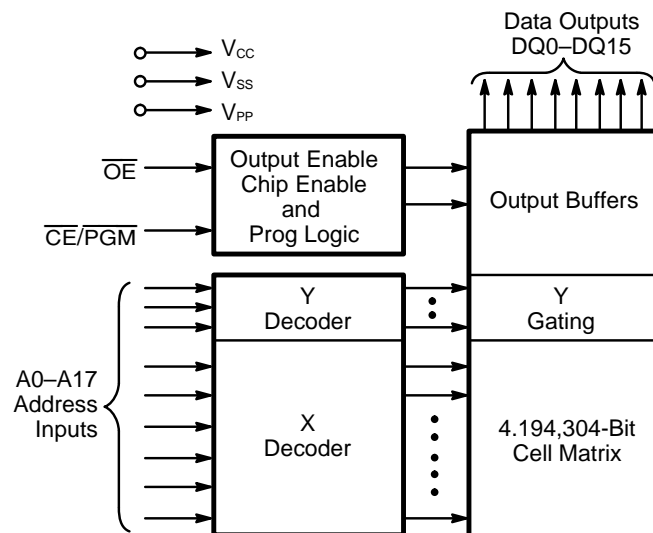 Data Outputs
DQ0–DQ15
VCC
VSS
VPP
OE
CE/PGM
Output Enable
Chip Enable
and
Prog Logic
Output Buffers
Y
Decoder
Y
Gating
A0–A17
Address
Inputs
X
Decoder
4.194,304-Bit
Cell Matrix